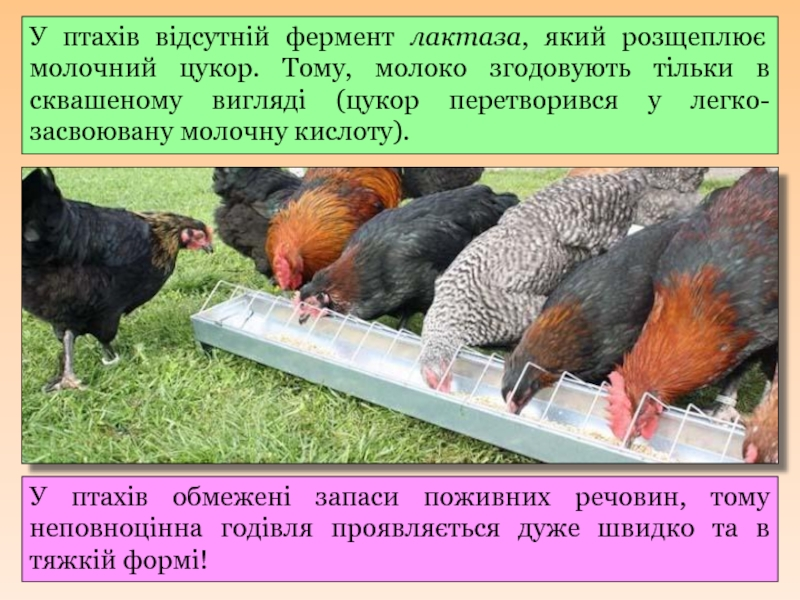 У птахів відсутній фермент лактаза, який розщеплює
молочний цукор. Тому, молоко згодовують тільки в
сквашеному вигляді (цукор перетворився у легко-
засвоювану молочну кислоту).
У птахів обмежені запаси поживних речовин, тому
неповноцінна годівля проявляється дуже швидко та в
тяжкій формі!